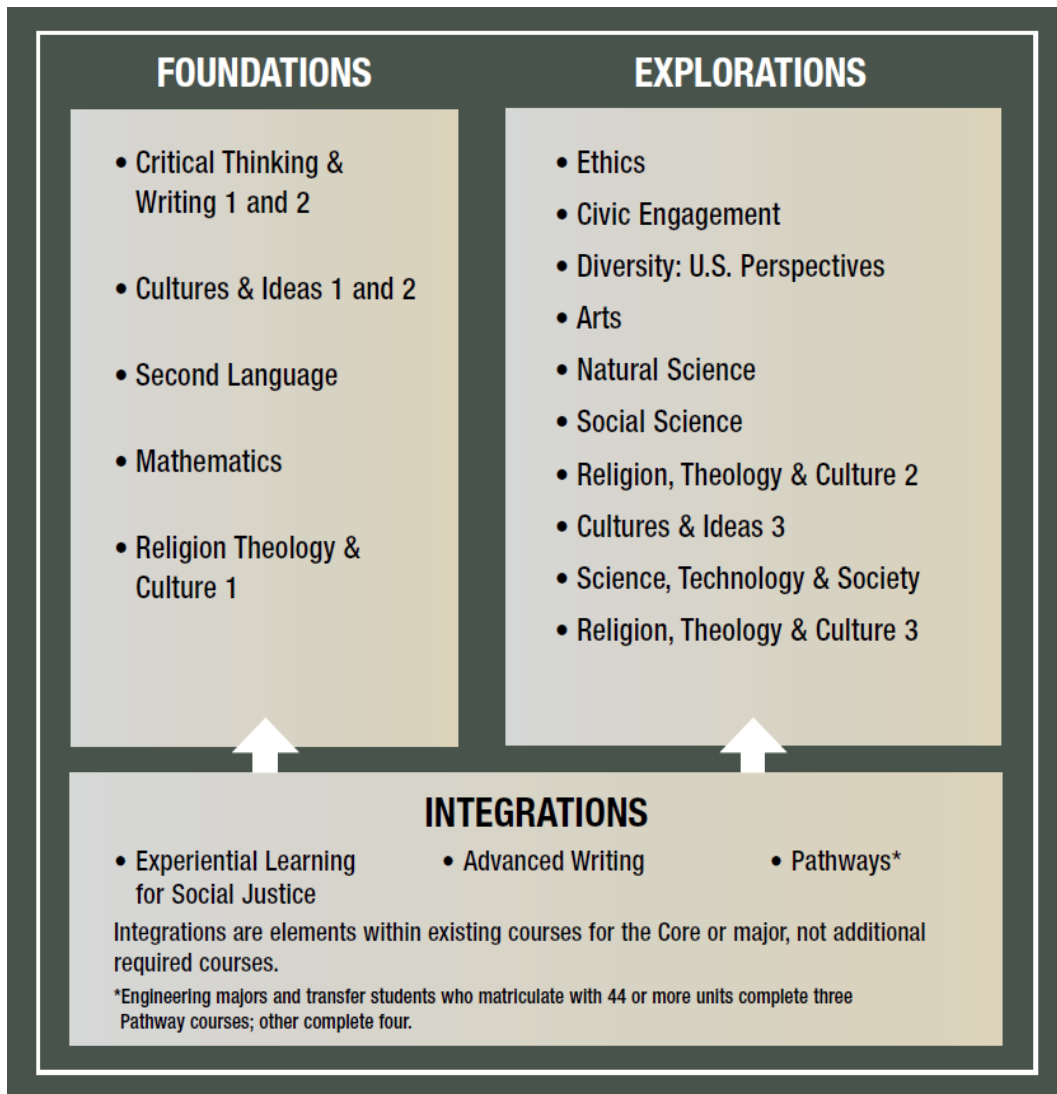 FOUNDATIONS
• Critical Thinking &
Writing 1 and 2
• Cultures & Ideas 1 and 2
• Second Language
• Mathematics
• Religion Theology &
Culture 1
EXPLORATIONS
• Ethics
• Civic Engagement
• Diversity: U.S. Perspectives
• Arts
• Natural Science
• Social Science
• Religion, Theology & Culture 2
• Cultures & Ideas 3
• Science, Technology & Society
• Religion, Theology & Culture 3
INTEGRATIONS
• Experiential Learning
for Social Justice
• Advanced Writing
• Pathways*
Integrations are elements within existing courses for the Core or major, not additional
required courses.
*Engineering majors and transfer students who matriculate with 44 or more units complete three
Pathway courses; other complete four.